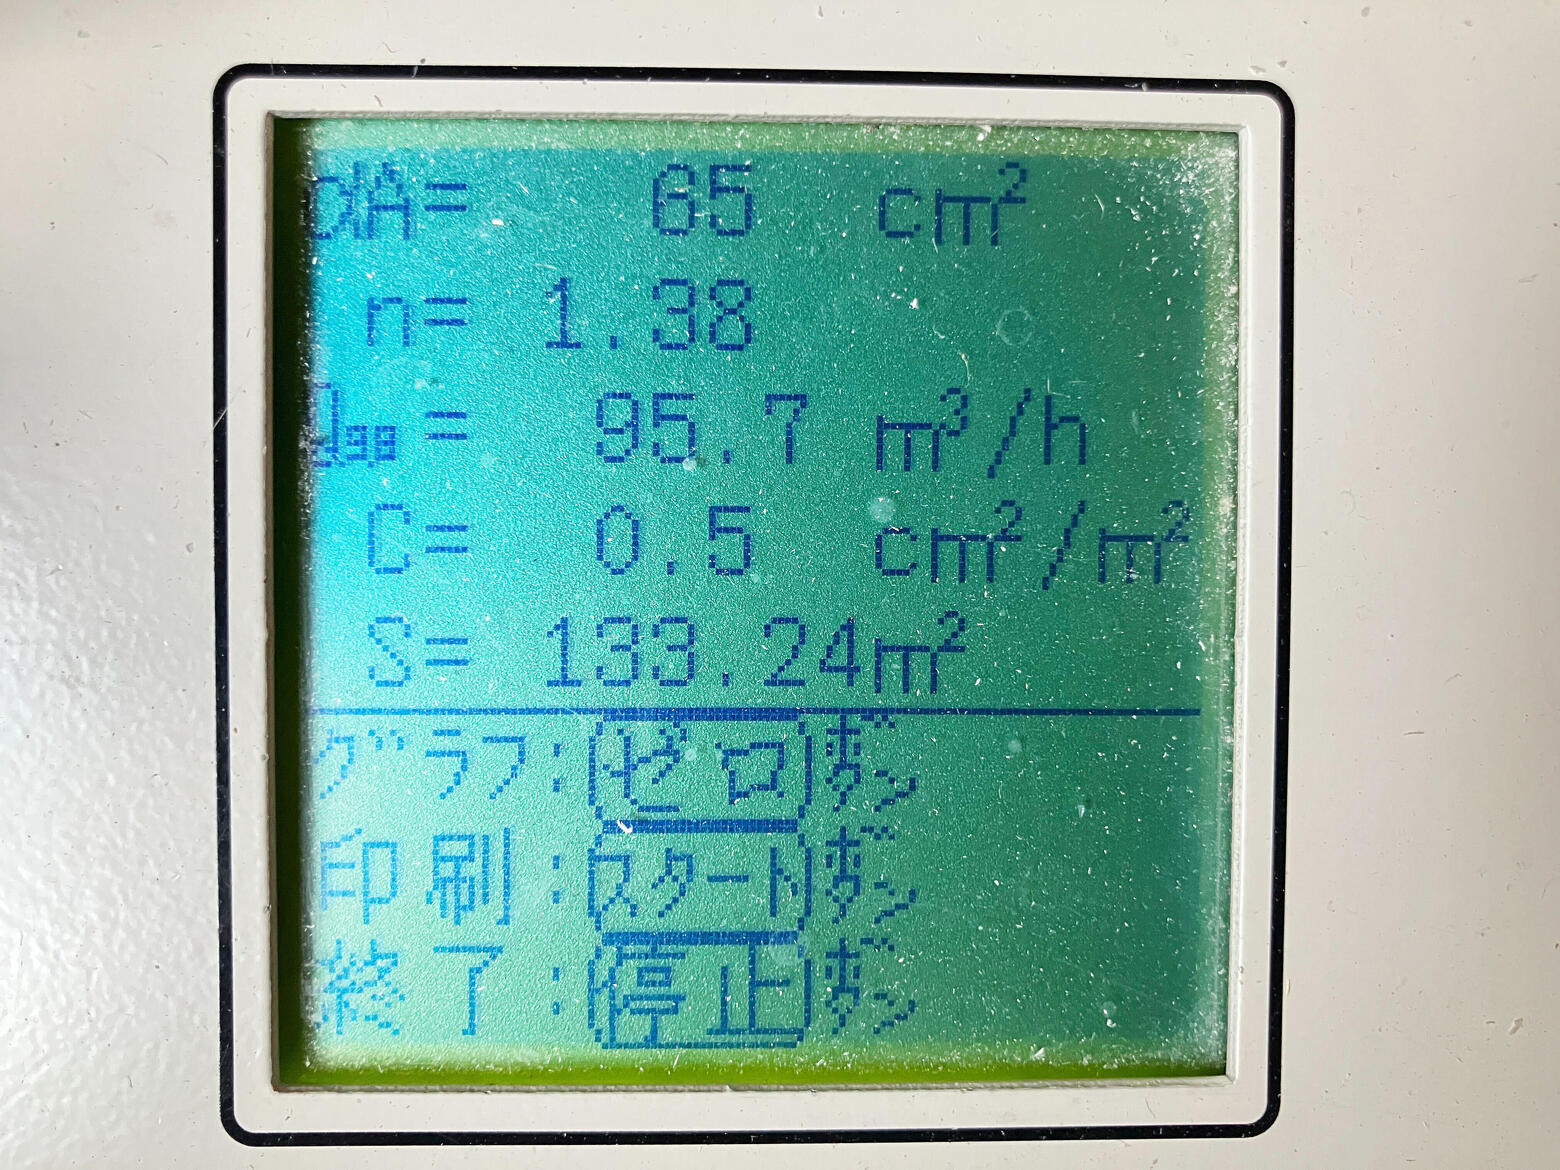 αA= 65 cm²
n= 1.38
Q₉.₈= 95.7 m³/h
C= 0.5 cm²/m²
S= 133.24m²
グラフ:ゼロボタン
印刷:スタートボタン
終了:停止ボタン